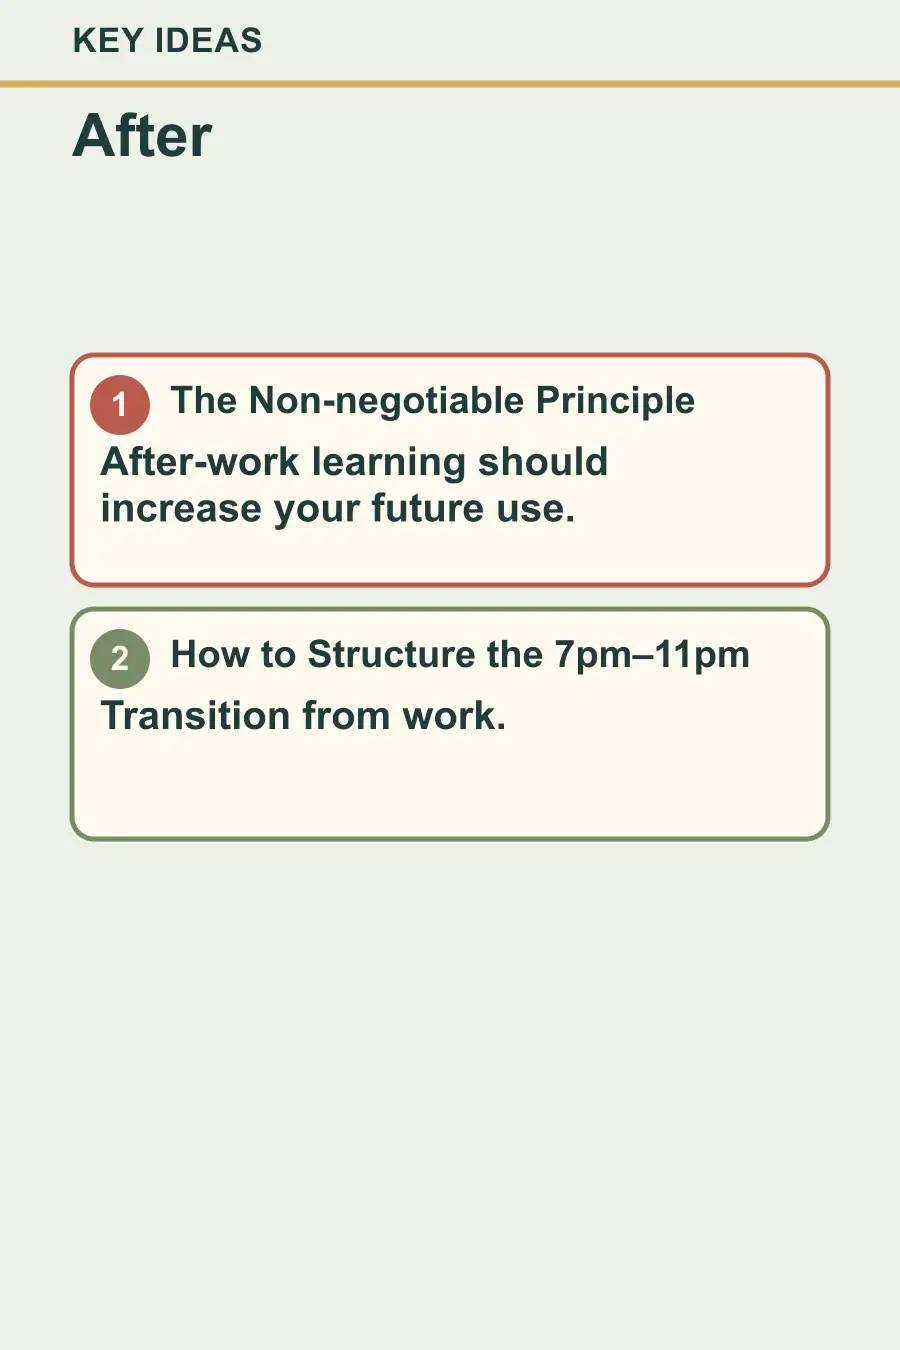 KEY IDEAS
After
1 The Non-negotiable Principle
After-work learning should
increase your future use.
2 How to Structure the 7pm–11pm
Transition from work.